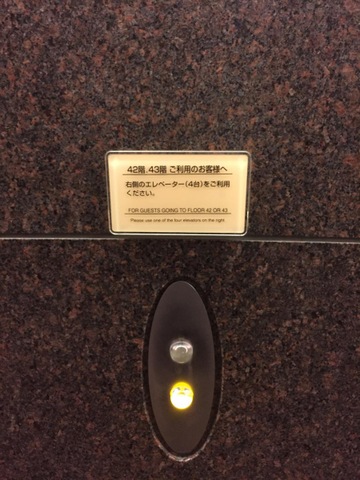 42階、43階 ご利用のお客様へ
右側のエレベーター(4台)をご利用
ください。
FOR GUESTS GOING TO FLOOR 42 OR 43
Please use one of the four elevators on the right.